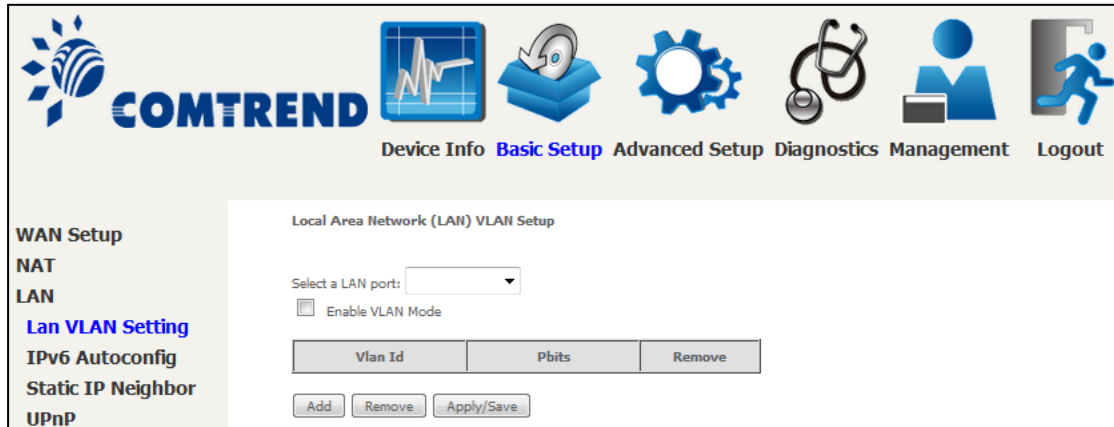 COMTREND
Device Info Basic Setup Advanced Setup Diagnostics Management Logout
WAN Setup
NAT
LAN
Lan VLAN Setting
IPv6 Autoconfig
Static IP Neighbor
UPnP
Local Area Network (LAN) VLAN Setup
Select a LAN port:
Enable VLAN Mode
Vlan Id Pbits Remove
Add Remove Apply/Save